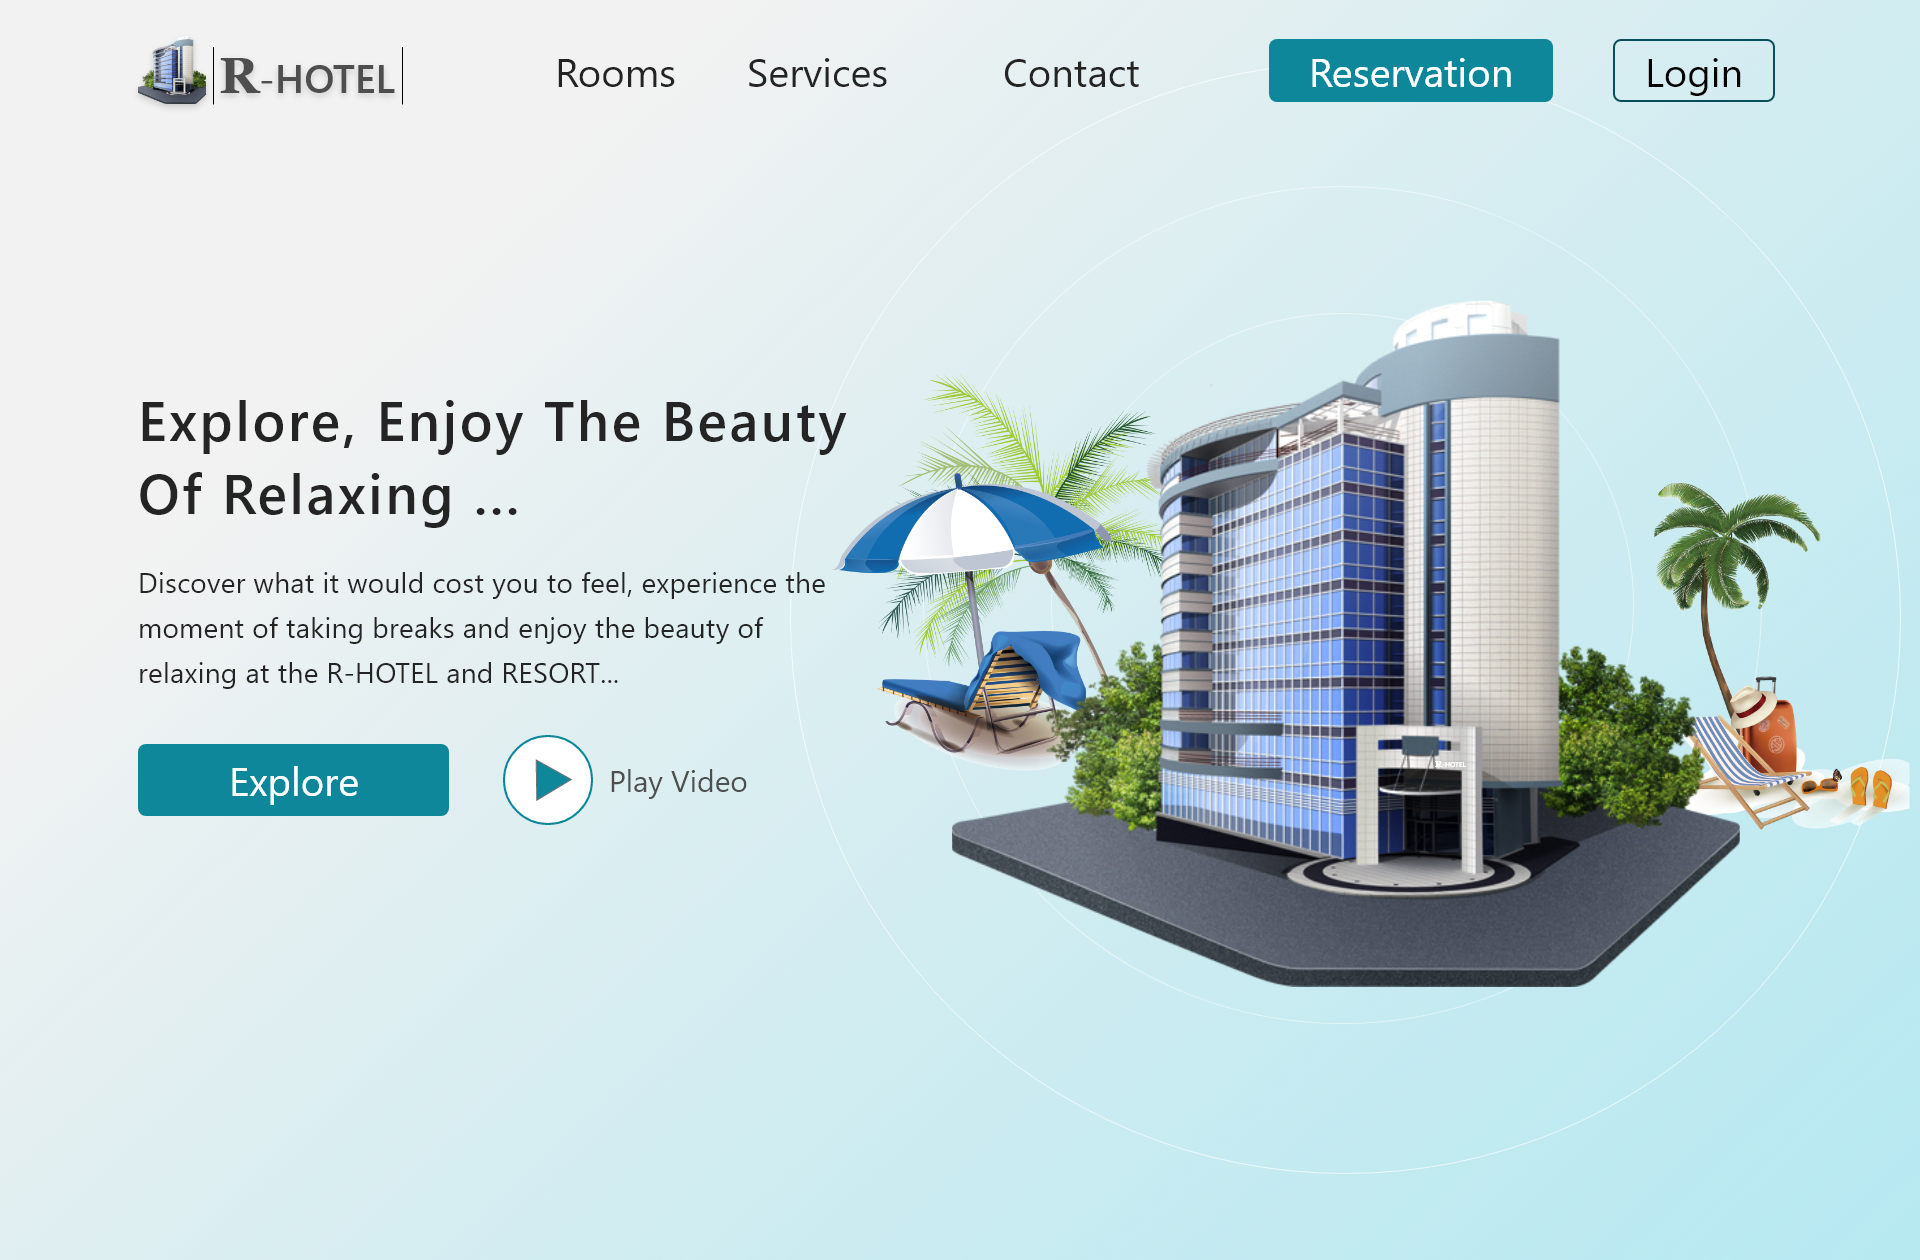 R-HOTEL
Rooms
Services
Contact
Reservation
Login
Explore, Enjoy The Beauty
Of Relaxing ...
Discover what it would cost you to feel, experience the
moment of taking breaks and enjoy the beauty of
relaxing at the R-HOTEL and RESORT...
Explore
Play Video
R-HOTEL